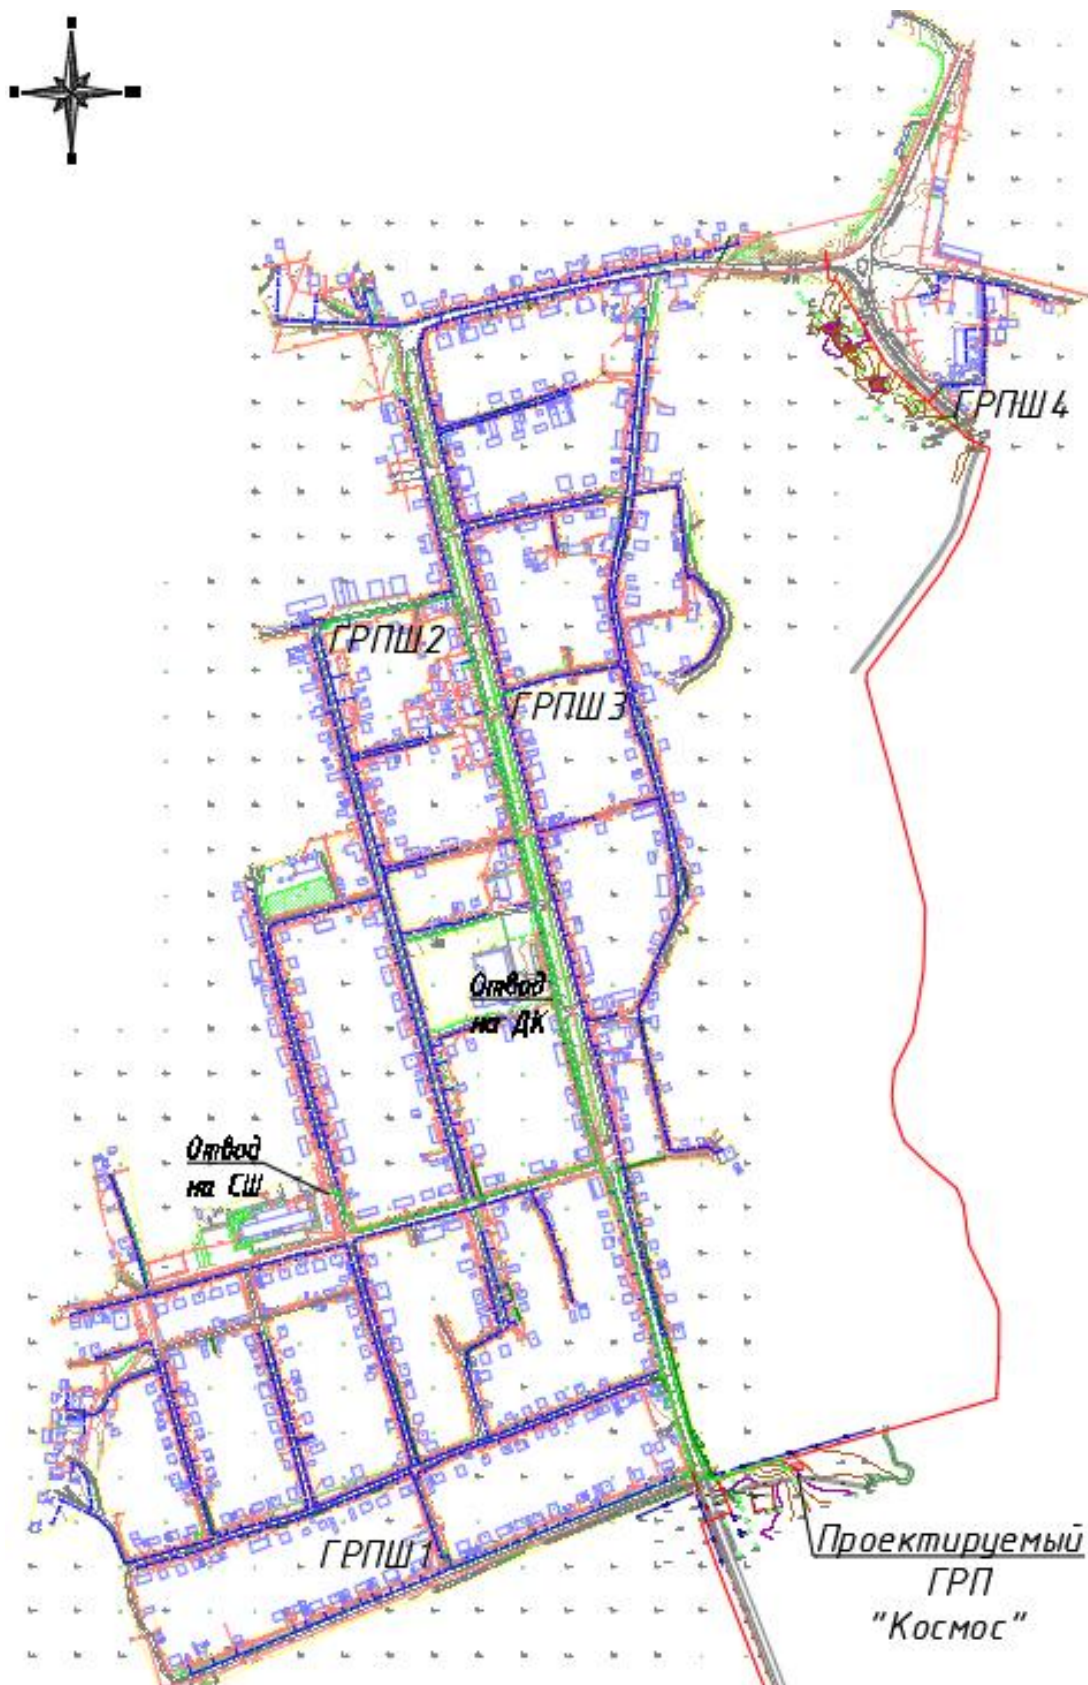 ГРПШ 4
ГРПШ 2
ГРПШ 3
Отвод
на ДК
Отвод
на СШ
ГРПШ 1
Проектируемый
ГРП
"Космос"